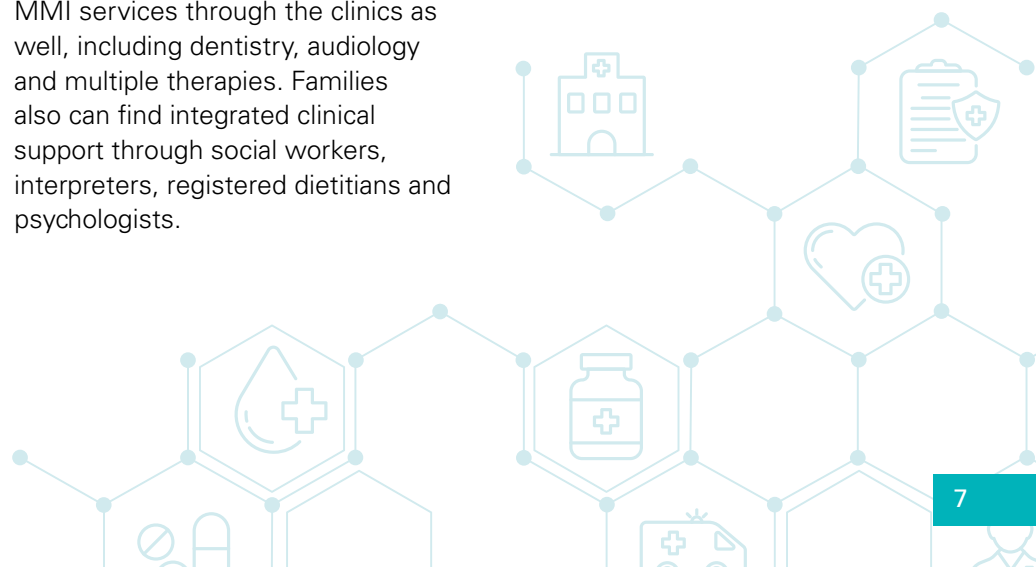 MMI services through the clinics as
well, including dentistry, audiology
and multiple therapies. Families
also can find integrated clinical
support through social workers,
interpreters, registered dietitians and
psychologists.
7